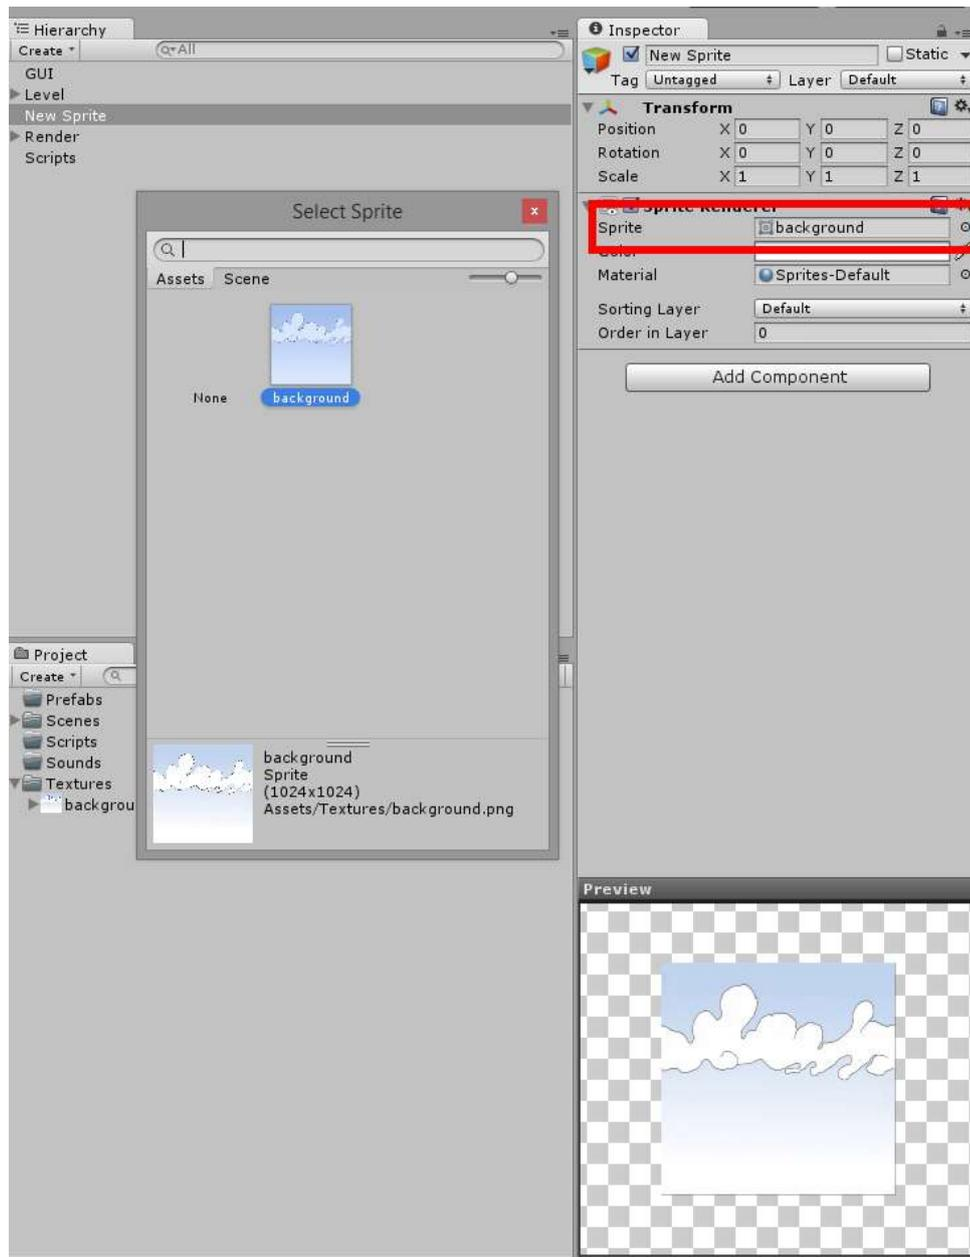 Hierarchy
Create
All
GUI
Level
New Sprite
Render
Scripts
Select Sprite
x
Assets Scene
None
background
background
Sprite
(1024x1024)
Assets/Textures/background.png
Project
Create
Prefabs
Scenes
Scripts
Sounds
Textures
backgrou
Inspector
New Sprite
Static
Tag Untagged Layer Default
Transform
Position X 0 Y 0 Z 0
Rotation X 0 Y 0 Z 0
Scale X 1 Y 1 Z 1
Sprite Renderer
Sprite background
Color
Material Sprites-Default
Sorting Layer Default
Order in Layer 0
Add Component
Preview